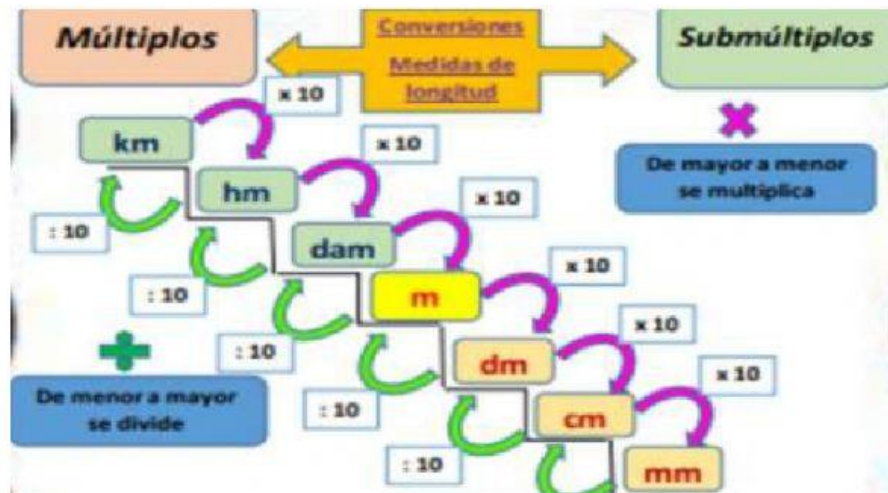 Múltiplos
Conversiones
Medidas de
longitud
Submúltiplos
x 10
km
x 10
De mayor a menor
se multiplica
hm
x 10
: 10
dam
x 10
: 10
m
x 10
: 10
dm
x 10
De menor a mayor
se divide
: 10
cm
: 10
mm